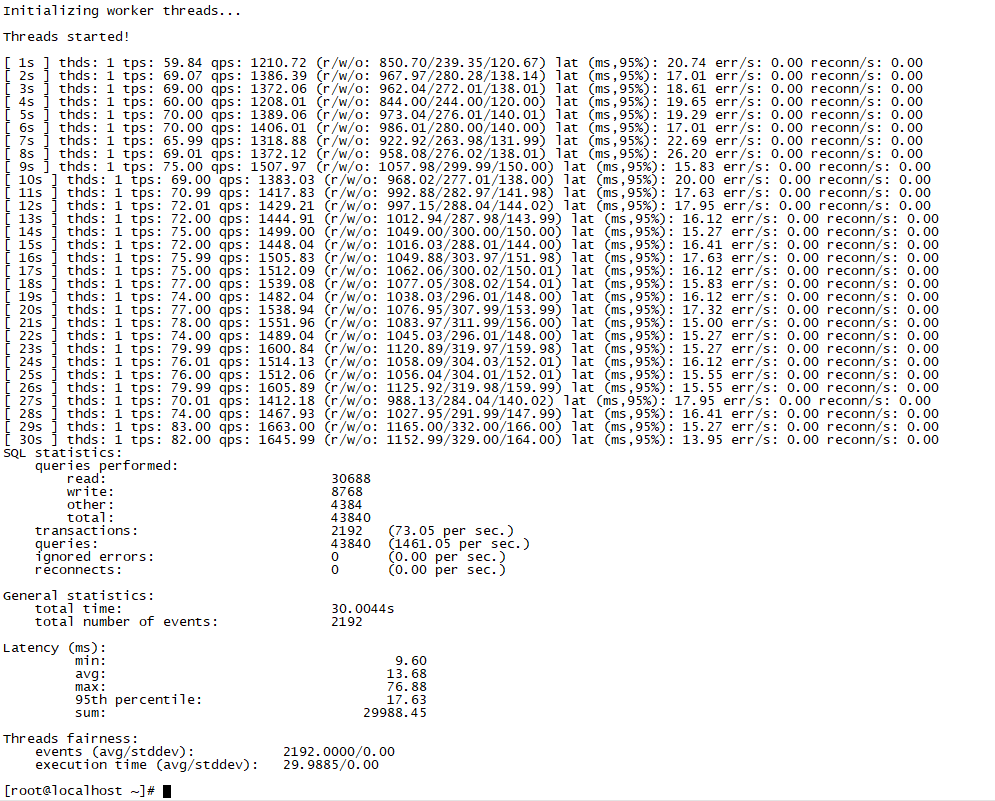 Initializing worker threads...
Threads started!
[ 1s ] thds: 1 tps: 59.84 qps: 1210.72 (r/w/o: 850.70/239.35/120.67) lat (ms,95%): 20.74 err/s: 0.00 reconn/s: 0.00
[ 2s ] thds: 1 tps: 69.07 qps: 1386.39 (r/w/o: 967.97/280.28/138.14) lat (ms,95%): 17.01 err/s: 0.00 reconn/s: 0.00
[ 3s ] thds: 1 tps: 69.00 qps: 1372.06 (r/w/o: 962.04/272.01/138.01) lat (ms,95%): 18.61 err/s: 0.00 reconn/s: 0.00
[ 4s ] thds: 1 tps: 60.00 qps: 1208.01 (r/w/o: 844.00/244.00/120.00) lat (ms,95%): 19.65 err/s: 0.00 reconn/s: 0.00
[ 5s ] thds: 1 tps: 70.00 qps: 1389.06 (r/w/o: 973.04/276.01/140.01) lat (ms,95%): 19.29 err/s: 0.00 reconn/s: 0.00
[ 6s ] thds: 1 tps: 70.00 qps: 1406.01 (r/w/o: 986.01/280.00/140.00) lat (ms,95%): 17.01 err/s: 0.00 reconn/s: 0.00
[ 7s ] thds: 1 tps: 65.99 qps: 1318.88 (r/w/o: 922.92/263.98/131.99) lat (ms,95%): 22.69 err/s: 0.00 reconn/s: 0.00
[ 8s ] thds: 1 tps: 69.01 qps: 1372.12 (r/w/o: 958.08/276.02/138.01) lat (ms,95%): 26.20 err/s: 0.00 reconn/s: 0.00
[ 9s ] thds: 1 tps: 75.00 qps: 1507.97 (r/w/o: 1057.98/299.99/150.00) lat (ms,95%): 15.83 err/s: 0.00 reconn/s: 0.00
[ 10s ] thds: 1 tps: 69.00 qps: 1383.03 (r/w/o: 968.02/277.01/138.00) lat (ms,95%): 20.00 err/s: 0.00 reconn/s: 0.00
[ 11s ] thds: 1 tps: 70.99 qps: 1417.83 (r/w/o: 992.88/282.97/141.98) lat (ms,95%): 17.63 err/s: 0.00 reconn/s: 0.00
[ 12s ] thds: 1 tps: 72.01 qps: 1429.21 (r/w/o: 997.15/288.04/144.02) lat (ms,95%): 17.95 err/s: 0.00 reconn/s: 0.00
[ 13s ] thds: 1 tps: 72.00 qps: 1444.91 (r/w/o: 1012.94/287.98/143.99) lat (ms,95%): 16.12 err/s: 0.00 reconn/s: 0.00
[ 14s ] thds: 1 tps: 75.00 qps: 1499.00 (r/w/o: 1049.00/300.00/150.00) lat (ms,95%): 15.27 err/s: 0.00 reconn/s: 0.00
[ 15s ] thds: 1 tps: 72.00 qps: 1448.04 (r/w/o: 1016.03/288.01/144.00) lat (ms,95%): 16.41 err/s: 0.00 reconn/s: 0.00
[ 16s ] thds: 1 tps: 75.99 qps: 1505.83 (r/w/o: 1049.88/303.97/151.98) lat (ms,95%): 17.63 err/s: 0.00 reconn/s: 0.00
[ 17s ] thds: 1 tps: 75.00 qps: 1512.09 (r/w/o: 1062.06/300.02/150.01) lat (ms,95%): 16.12 err/s: 0.00 reconn/s: 0.00
[ 18s ] thds: 1 tps: 77.00 qps: 1539.08 (r/w/o: 1077.05/308.02/154.01) lat (ms,95%): 15.83 err/s: 0.00 reconn/s: 0.00
[ 19s ] thds: 1 tps: 74.00 qps: 1482.04 (r/w/o: 1038.03/296.01/148.00) lat (ms,95%): 16.12 err/s: 0.00 reconn/s: 0.00
[ 20s ] thds: 1 tps: 77.00 qps: 1538.94 (r/w/o: 1076.95/307.99/153.99) lat (ms,95%): 17.32 err/s: 0.00 reconn/s: 0.00
[ 21s ] thds: 1 tps: 78.00 qps: 1551.96 (r/w/o: 1083.97/311.99/156.00) lat (ms,95%): 15.00 err/s: 0.00 reconn/s: 0.00
[ 22s ] thds: 1 tps: 74.00 qps: 1489.04 (r/w/o: 1045.03/296.01/148.00) lat (ms,95%): 15.27 err/s: 0.00 reconn/s: 0.00
[ 23s ] thds: 1 tps: 79.99 qps: 1600.84 (r/w/o: 1120.89/319.97/159.98) lat (ms,95%): 15.27 err/s: 0.00 reconn/s: 0.00
[ 24s ] thds: 1 tps: 76.01 qps: 1514.13 (r/w/o: 1058.09/304.03/152.01) lat (ms,95%): 16.12 err/s: 0.00 reconn/s: 0.00
[ 25s ] thds: 1 tps: 76.00 qps: 1512.06 (r/w/o: 1056.04/304.01/152.01) lat (ms,95%): 15.55 err/s: 0.00 reconn/s: 0.00
[ 26s ] thds: 1 tps: 79.99 qps: 1605.89 (r/w/o: 1125.92/319.98/159.99) lat (ms,95%): 15.55 err/s: 0.00 reconn/s: 0.00
[ 27s ] thds: 1 tps: 70.01 qps: 1412.18 (r/w/o: 988.13/284.04/140.02) lat (ms,95%): 17.95 err/s: 0.00 reconn/s: 0.00
[ 28s ] thds: 1 tps: 74.00 qps: 1467.93 (r/w/o: 1027.95/291.99/147.99) lat (ms,95%): 16.41 err/s: 0.00 reconn/s: 0.00
[ 29s ] thds: 1 tps: 83.00 qps: 1663.00 (r/w/o: 1165.00/332.00/166.00) lat (ms,95%): 15.27 err/s: 0.00 reconn/s: 0.00
[ 30s ] thds: 1 tps: 82.00 qps: 1645.99 (r/w/o: 1152.99/329.00/164.00) lat (ms,95%): 13.95 err/s: 0.00 reconn/s: 0.00
SQL statistics:
queries performed:
read: 30688
write: 8768
other: 4384
total: 43840
transactions: 2192 (73.05 per sec.)
queries: 43840 (1461.05 per sec.)
ignored errors: 0 (0.00 per sec.)
reconnects: 0 (0.00 per sec.)
General statistics:
total time: 30.0044s
total number of events: 2192
Latency (ms):
min: 9.60
avg: 13.68
max: 76.88
95th percentile: 17.63
sum: 29988.45
Threads fairness:
events (avg/stddev): 2192.0000/0.00
execution time (avg/stddev): 29.9885/0.00
[root@localhost ~]#